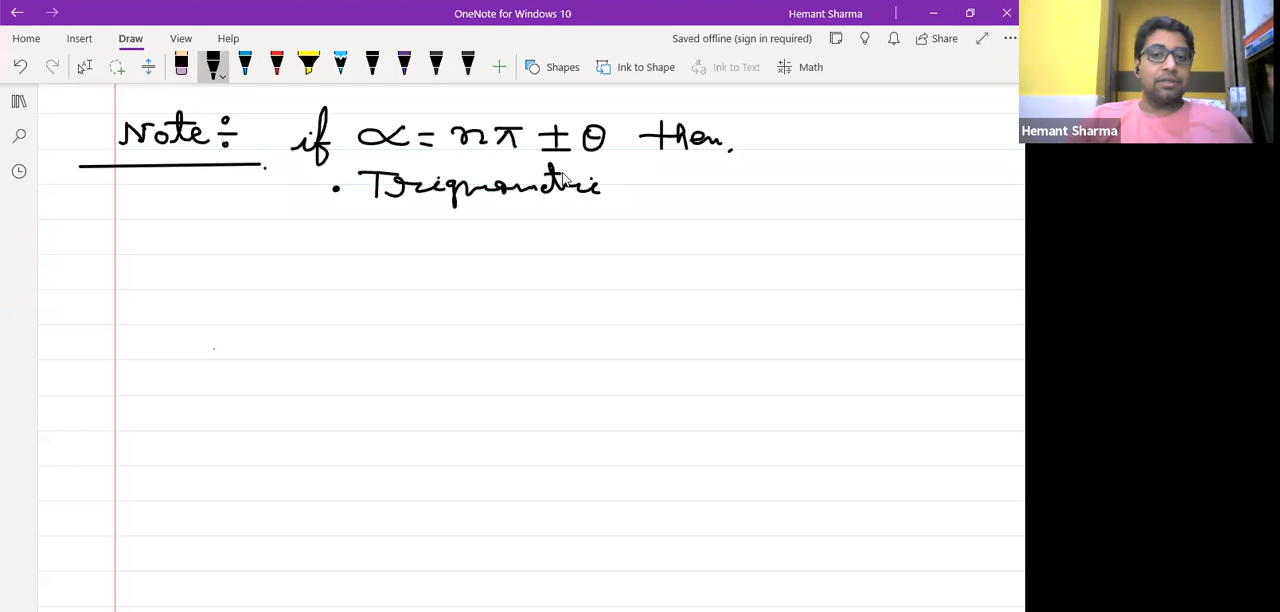 OneNote for Windows 10
Hemant Sharma
Home Insert Draw View Help
Saved offline (sign in required)
Share
Shapes
Ink to Shape
Ink to Text
Math
Hemant Sharma
Note÷ if α = nπ ± θ then.
• Trignometric